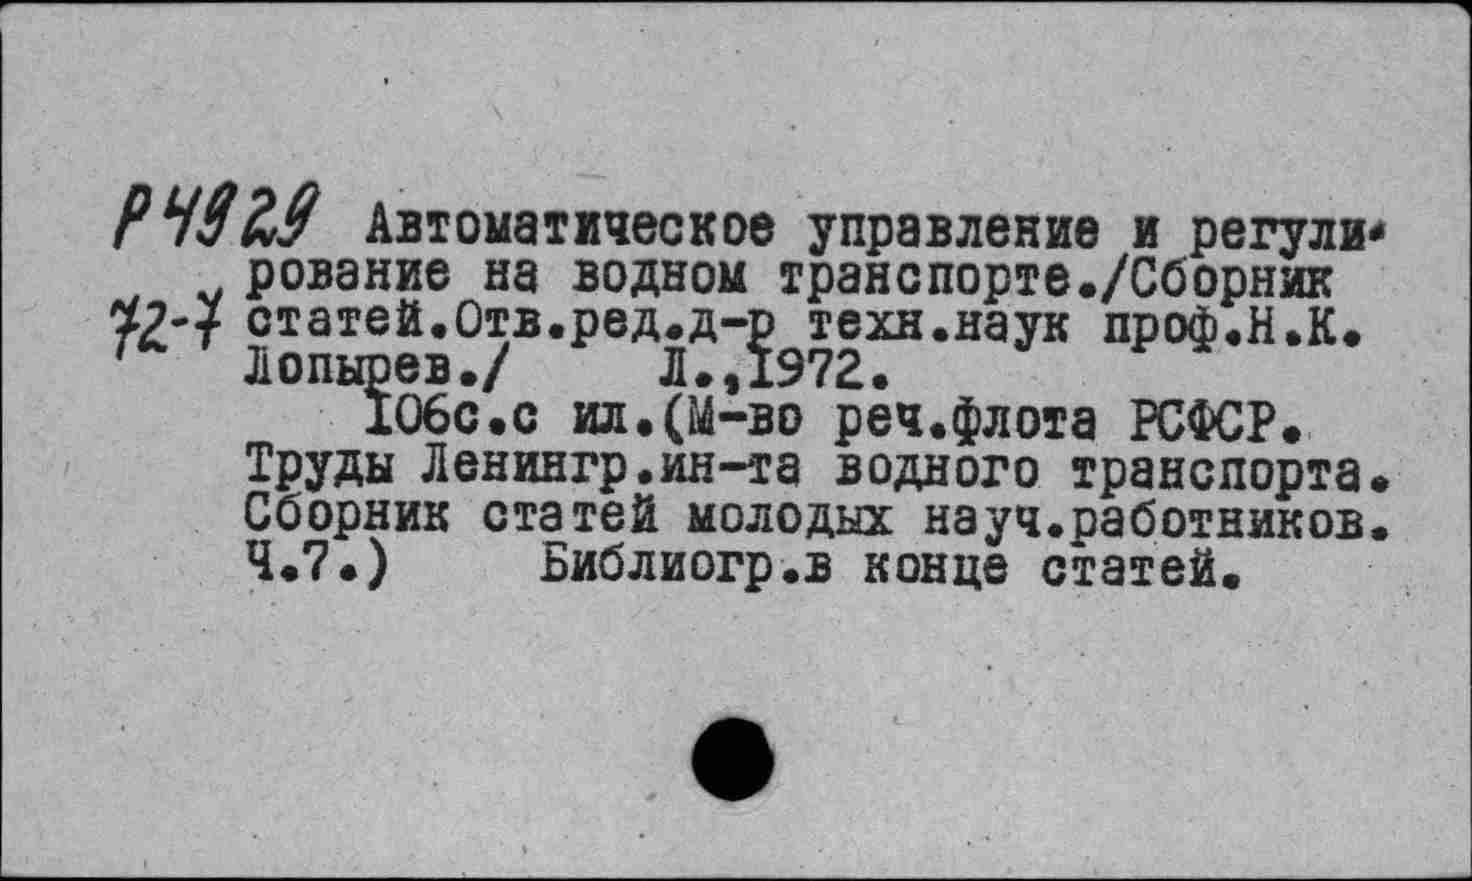 Р4929 Автоматическое управление и регули-
рование на водном транспорте./Сборник
72-7 статей.Отв.ред.д-р техн.наук проф.Н.К.
Лопырев./ Л.,1972.
106с.с ил.(М-во реч.флота РСФСР.
Труды Ленингр.ин-та водного транспорта.
Сборник статей молодых науч.работников.
Ч.7.) Библиогр.в конце статей.